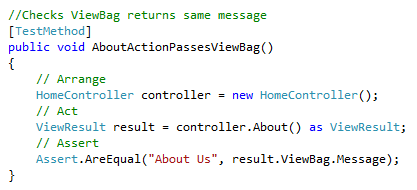 //Checks ViewBag returns same message
[TestMethod]
public void AboutActionPassesViewBag()
{
    // Arrange
    HomeController controller = new HomeController();
    // Act
    ViewResult result = controller.About() as ViewResult;
    // Assert
    Assert.AreEqual("About Us", result.ViewBag.Message);
}